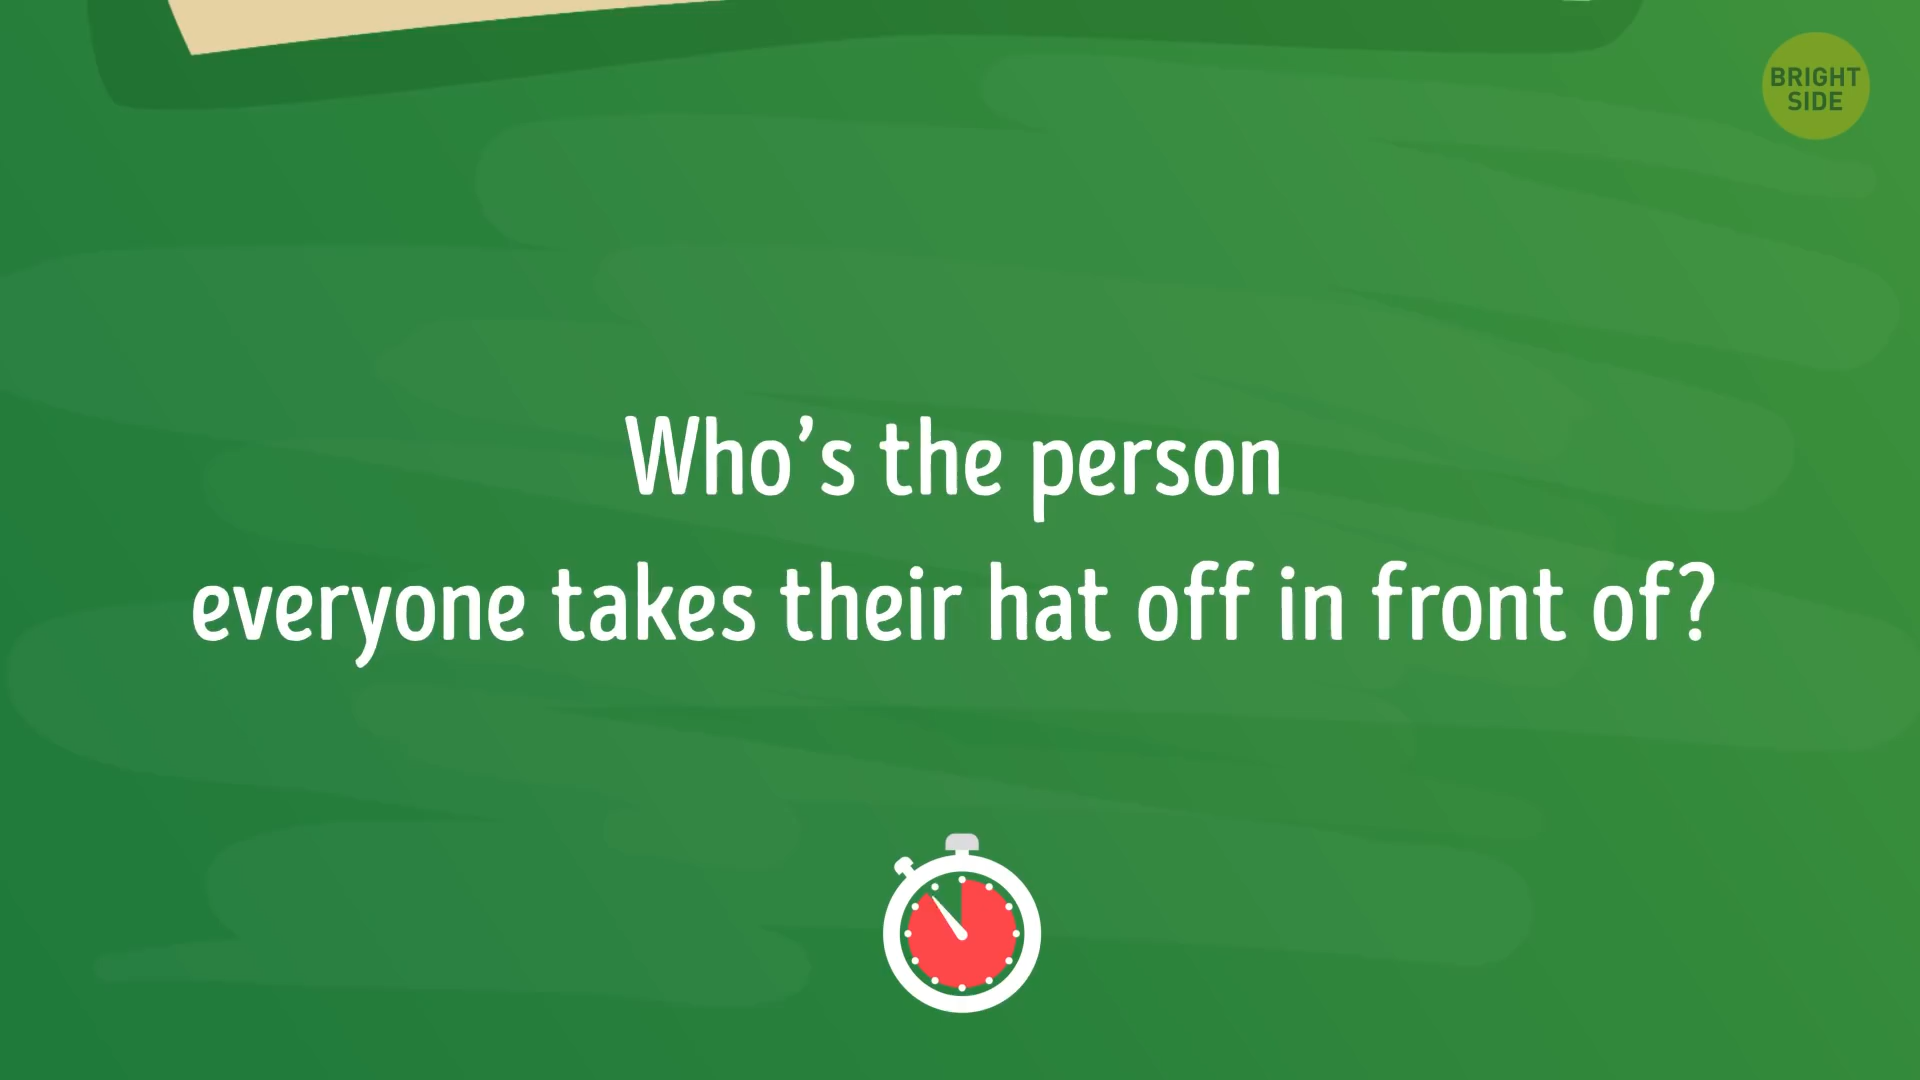 BRIGHT
SIDE
Who's the person
everyone takes their hat off in front of?